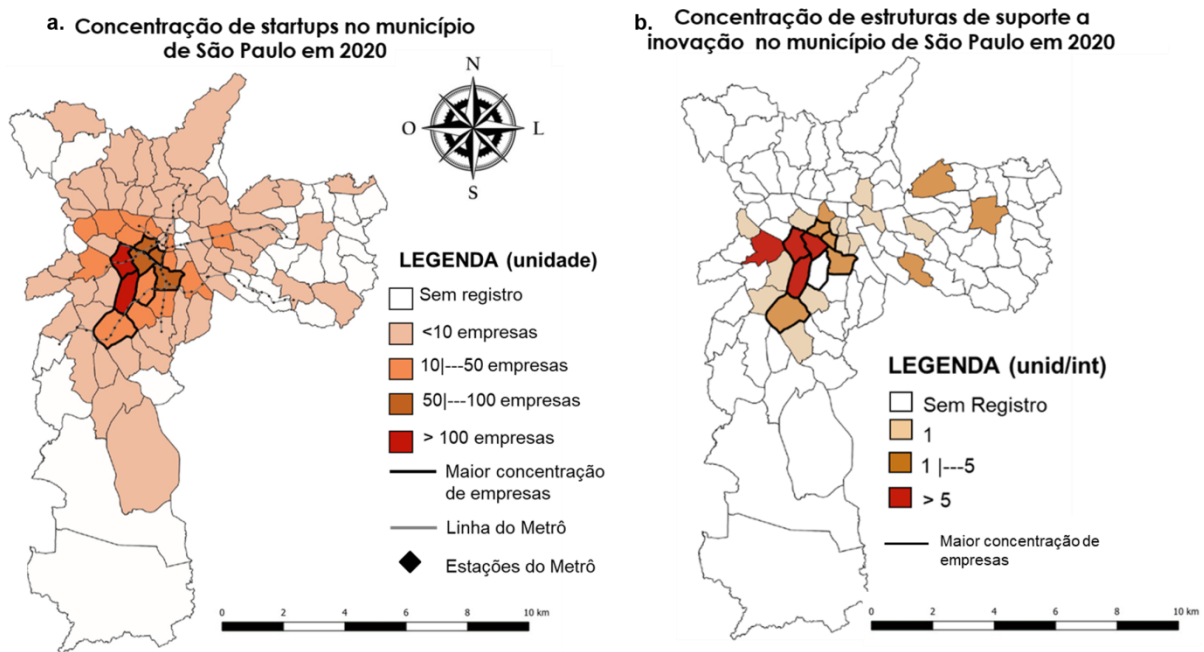 a. Concentração de startups no município
de São Paulo em 2020
N
O
L
S
LEGENDA (unidade)
Sem registro
<10 empresas
10|---50 empresas
50|---100 empresas
> 100 empresas
Maior concentração
de empresas
Linha do Metrô
Estações do Metrô
0 2 4 6 8 10 km
b. Concentração de estruturas de suporte a
inovação no município de São Paulo em 2020
LEGENDA (unid/int)
Sem Registro
1
1 |---5
> 5
Maior concentração de
empresas
0 2 4 6 8 10 km